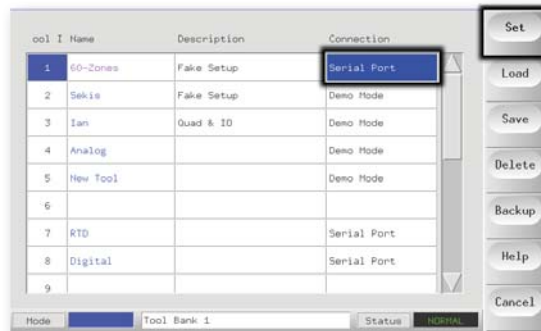 ool I Name Description Connection
1 60-Zones Fake Setup Serial Port
2 Sekis Fake Setup Demo Mode
3 Ian Quad & IO Demo Mode
4 Analog Demo Mode
5 New Tool Demo Mode
6
7 RTD Serial Port
8 Digital Serial Port
9
Mode Tool Bank 1 Status NORMAL
Set
Load
Save
Delete
Backup
Help
Cancel